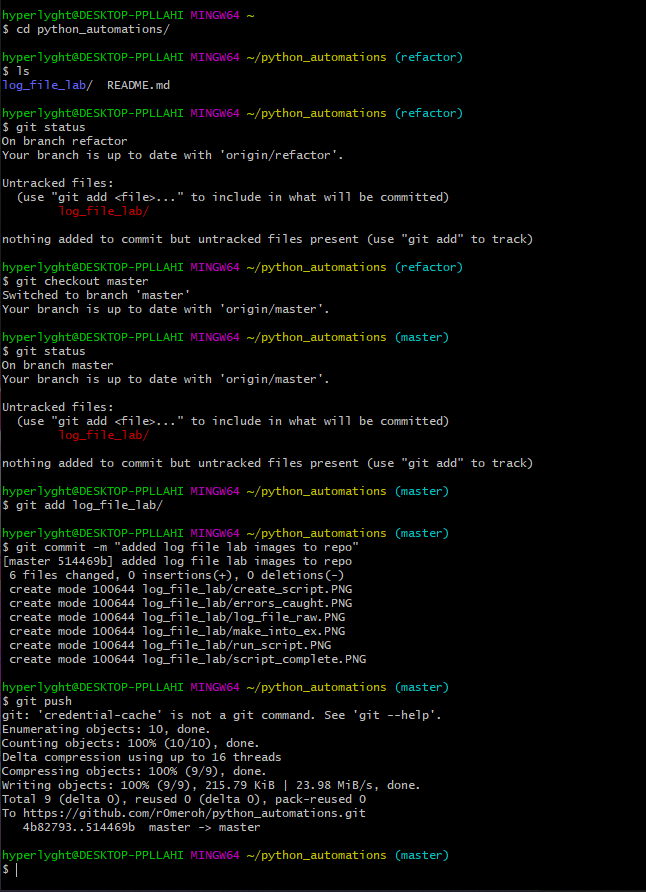 hyperlyght@DESKTOP-PPLLAHI MINGW64 ~
$ cd python_automations/
hyperlyght@DESKTOP-PPLLAHI MINGW64 ~/python_automations (refactor)
$ ls
log_file_lab/  README.md
hyperlyght@DESKTOP-PPLLAHI MINGW64 ~/python_automations (refactor)
$ git status
On branch refactor
Your branch is up to date with 'origin/refactor'.
Untracked files:
  (use "git add <file>..." to include in what will be committed)
        log_file_lab/
nothing added to commit but untracked files present (use "git add" to track)
hyperlyght@DESKTOP-PPLLAHI MINGW64 ~/python_automations (refactor)
$ git checkout master
Switched to branch 'master'
Your branch is up to date with 'origin/master'.
hyperlyght@DESKTOP-PPLLAHI MINGW64 ~/python_automations (master)
$ git status
On branch master
Your branch is up to date with 'origin/master'.
Untracked files:
  (use "git add <file>..." to include in what will be committed)
        log_file_lab/
nothing added to commit but untracked files present (use "git add" to track)
hyperlyght@DESKTOP-PPLLAHI MINGW64 ~/python_automations (master)
$ git add log_file_lab/
hyperlyght@DESKTOP-PPLLAHI MINGW64 ~/python_automations (master)
$ git commit -m "added log file lab images to repo"
[master 514469b] added log file lab images to repo
 6 files changed, 0 insertions(+), 0 deletions(-)
 create mode 100644 log_file_lab/create_script.PNG
 create mode 100644 log_file_lab/errors_caught.PNG
 create mode 100644 log_file_lab/log_file_raw.PNG
 create mode 100644 log_file_lab/make_into_ex.PNG
 create mode 100644 log_file_lab/run_script.PNG
 create mode 100644 log_file_lab/script_complete.PNG
hyperlyght@DESKTOP-PPLLAHI MINGW64 ~/python_automations (master)
$ git push
git: 'credential-cache' is not a git command. See 'git --help'.
Enumerating objects: 10, done.
Counting objects: 100% (10/10), done.
Delta compression using up to 16 threads
Compressing objects: 100% (9/9), done.
Writing objects: 100% (9/9), 215.79 KiB | 23.98 MiB/s, done.
Total 9 (delta 0), reused 0 (delta 0), pack-reused 0
To https://github.com/r0meroh/python_automations.git
   4b82793..514469b  master -> master
hyperlyght@DESKTOP-PPLLAHI MINGW64 ~/python_automations (master)
$